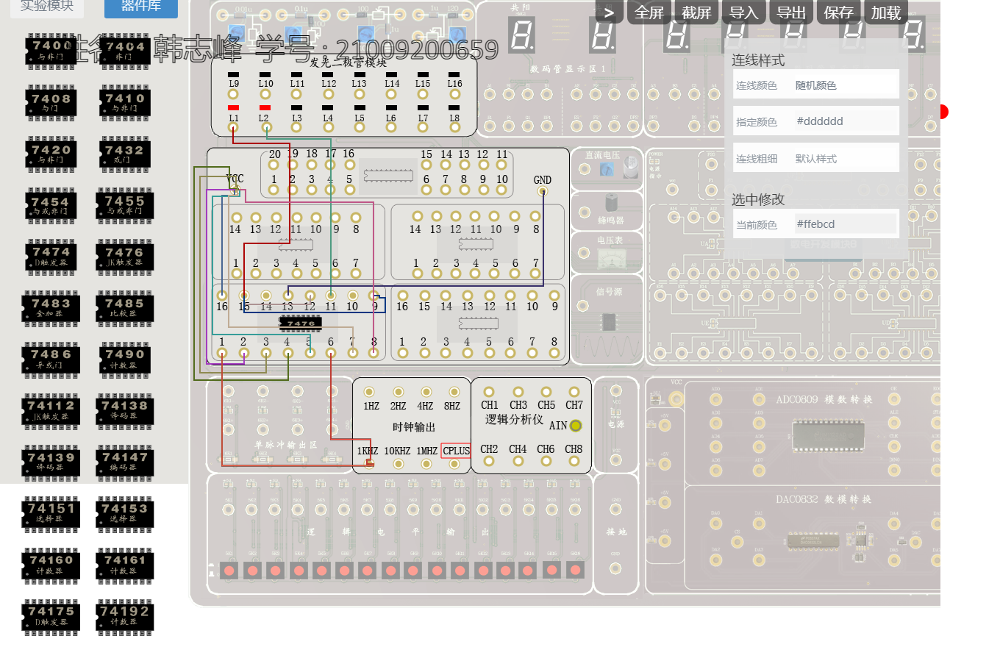 实验模块 器件库
> 全屏 截屏 导入 导出 保存 加载
姓名：韩志峰 学号：21009200659
7400 与非门 7404 非门
7408 与门 7410 与非门
7420 与非门 7432 或门
7454 与或非门 7455 与或非门
7474 D触发器 7476 JK触发器
7483 全加器 7485 比较器
7486 异或门 7490 计数器
74112 JK触发器 74138 译码器
74139 译码器 74147 编码器
74151 选择器 74153 选择器
74160 计数器 74161 计数器
74175 D触发器 74192 计数器
共阳
数码管显示区1
发光二极管模块
L9 L10 L11 L12 L13 L14 L15 L16
L1 L2 L3 L4 L5 L6 L7 L8
连线样式
连线颜色 随机颜色
指定颜色 #dddddd
连线粗细 默认样式
选中修改
当前颜色 #ffebcd
20 19 18 17 16 15 14 13 12 11
VCC 1 2 3 4 5 6 7 8 9 10 GND
14 13 12 11 10 9 8 14 13 12 11 10 9 8
1 2 3 4 5 6 7 1 2 3 4 5 6 7
16 15 14 13 12 11 10 9 16 15 14 13 12 11 10 9
7476
1 2 3 4 5 6 7 8 1 2 3 4 5 6 7 8
直流电压
POWER
电源指示
蜂鸣器
电压表
信号源
1HZ 2HZ 4HZ 8HZ
时钟输出
1KHZ 10KHZ 1MHZ CPLUS
CH1 CH3 CH5 CH7
逻辑分析仪 AIN
CH2 CH4 CH6 CH8
单脉冲输出区
VCC
电源
VCC
逻辑电平输出
GND
接地
GND
VCC
+5V
+5V
+5V
+5V
ADC0809 模数转换
DAC0832 数模转换